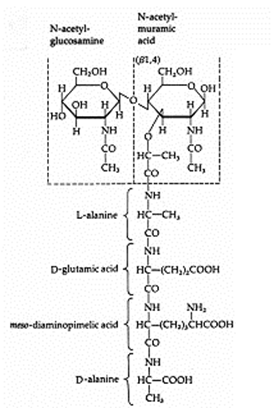 N-acetyl-
glucosamine
N-acetyl-
muramic
acid
(β1,4)
CH₂OH
CH₂OH
H
O
H
H
O
OH
H
OH
H
H
O
H
HO
H
H
H
NH
O
NH
CO
HC—CH₃
CO
CH₃
CO
CH₃
NH
L-alanine
HC—CH₃
CO
NH
D-glutamic acid
HC—(CH₂)₂COOH
CO
NH
NH₂
meso-diaminopimelic acid
HC—(CH₂)₃CHCOOH
CO
NH
D-alanine
HC—COOH
CH₃